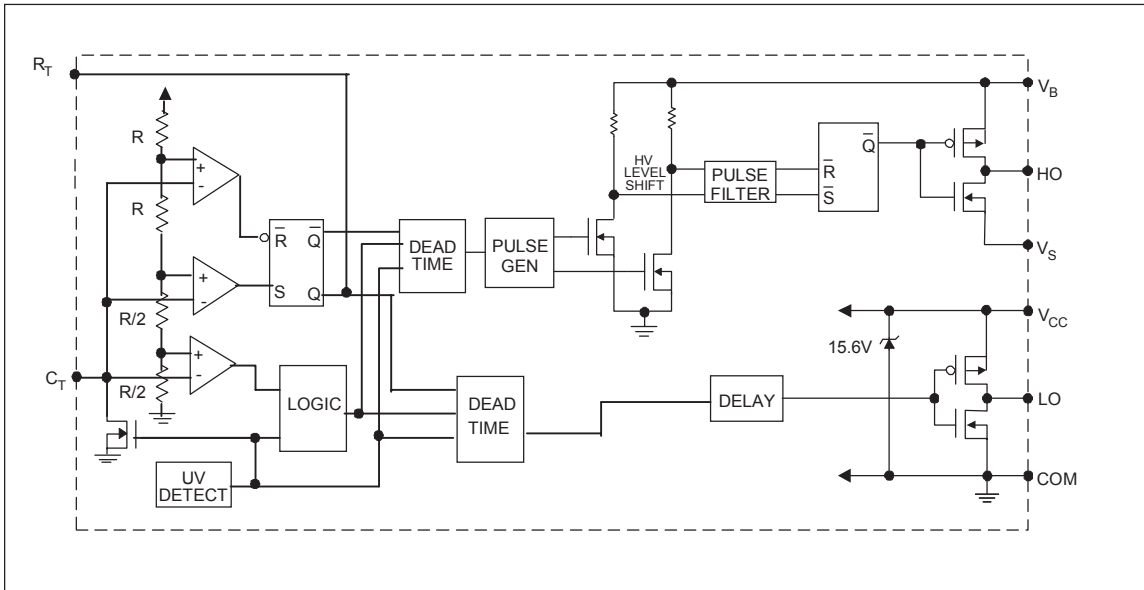 R_T
R
+
-
R
R̅
Q̅
S
Q
+
-
R/2
+
-
C_T
R/2
LOGIC
UV
DETECT
DEAD
TIME
PULSE
GEN
DEAD
TIME
HV
LEVEL
SHIFT
PULSE
FILTER
R̅
S̅
Q̅
DELAY
15.6V
V_B
HO
V_S
V_CC
LO
COM